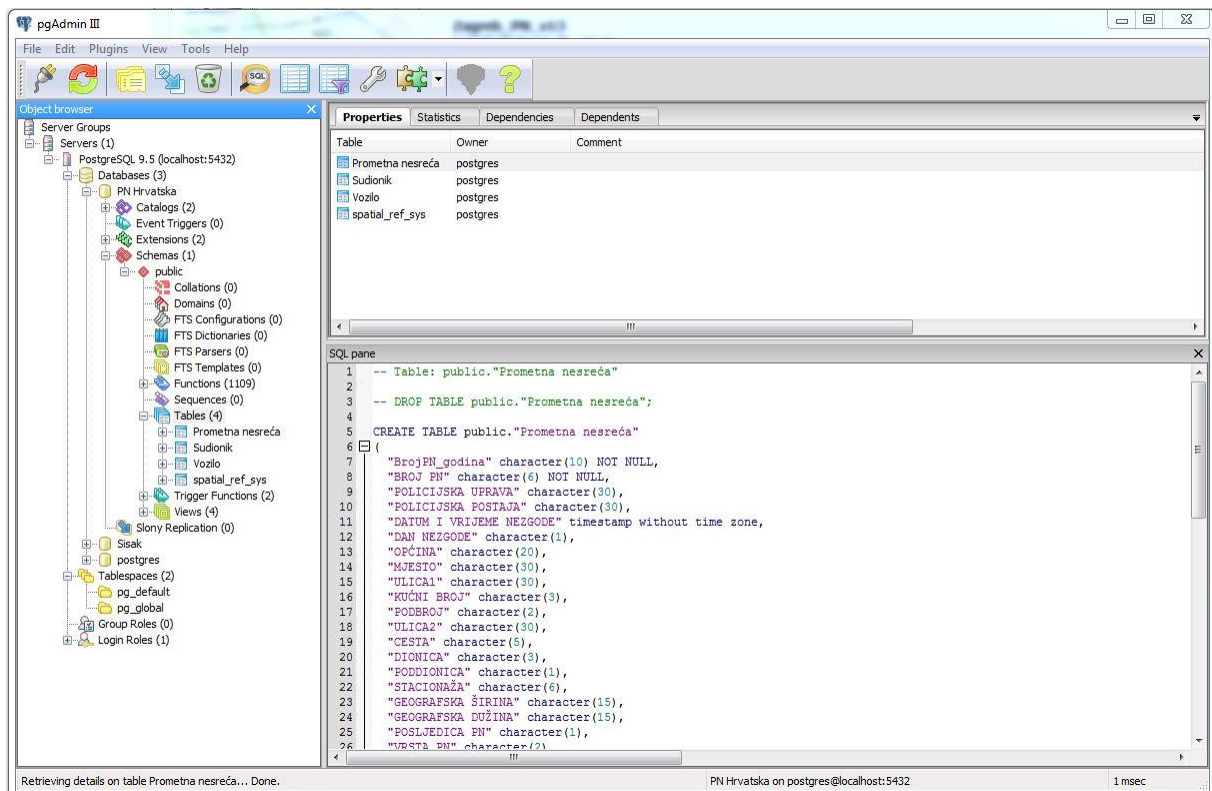 pgAdmin III
File Edit Plugins View Tools Help
SQL
Object browser
Server Groups
Servers (1)
PostgreSQL 9.5 (localhost:5432)
Databases (3)
PN Hrvatska
Catalogs (2)
Event Triggers (0)
Extensions (2)
Schemas (1)
public
Collations (0)
Domains (0)
FTS Configurations (0)
FTS Dictionaries (0)
FTS Parsers (0)
FTS Templates (0)
Functions (1109)
Sequences (0)
Tables (4)
Prometna nesreća
Sudionik
Vozilo
spatial_ref_sys
Trigger Functions (2)
Views (4)
Slony Replication (0)
Sisak
postgres
Tablespaces (2)
pg_default
pg_global
Group Roles (0)
Login Roles (1)
Properties Statistics Dependencies Dependents
Table Owner Comment
Prometna nesreća postgres
Sudionik postgres
Vozilo postgres
spatial_ref_sys postgres
SQL pane
1 -- Table: public."Prometna nesreća"
2
3 -- DROP TABLE public."Prometna nesreća";
4
5 CREATE TABLE public."Prometna nesreća"
6 (
7 "BrojPN_godina" character(10) NOT NULL,
8 "BROJ PN" character(6) NOT NULL,
9 "POLICIJSKA UPRAVA" character(30),
10 "POLICIJSKA POSTAJA" character(30),
11 "DATUM I VRIJEME NEZGODE" timestamp without time zone,
12 "DAN NEZGODE" character(1),
13 "OPĆINA" character(20),
14 "MJESTO" character(30),
15 "ULICA1" character(30),
16 "KUĆNI BROJ" character(3),
17 "PODBROJ" character(2),
18 "ULICA2" character(30),
19 "CESTA" character(5),
20 "DIONICA" character(3),
21 "PODDIONICA" character(1),
22 "STACIONAŽA" character(6),
23 "GEOGRAFSKA ŠIRINA" character(15),
24 "GEOGRAFSKA DUŽINA" character(15),
25 "POSLJEDICA PN" character(1),
26 "VRSTA PN" character(2)
Retrieving details on table Prometna nesreća... Done.
PN Hrvatska on postgres@localhost:5432
1 msec